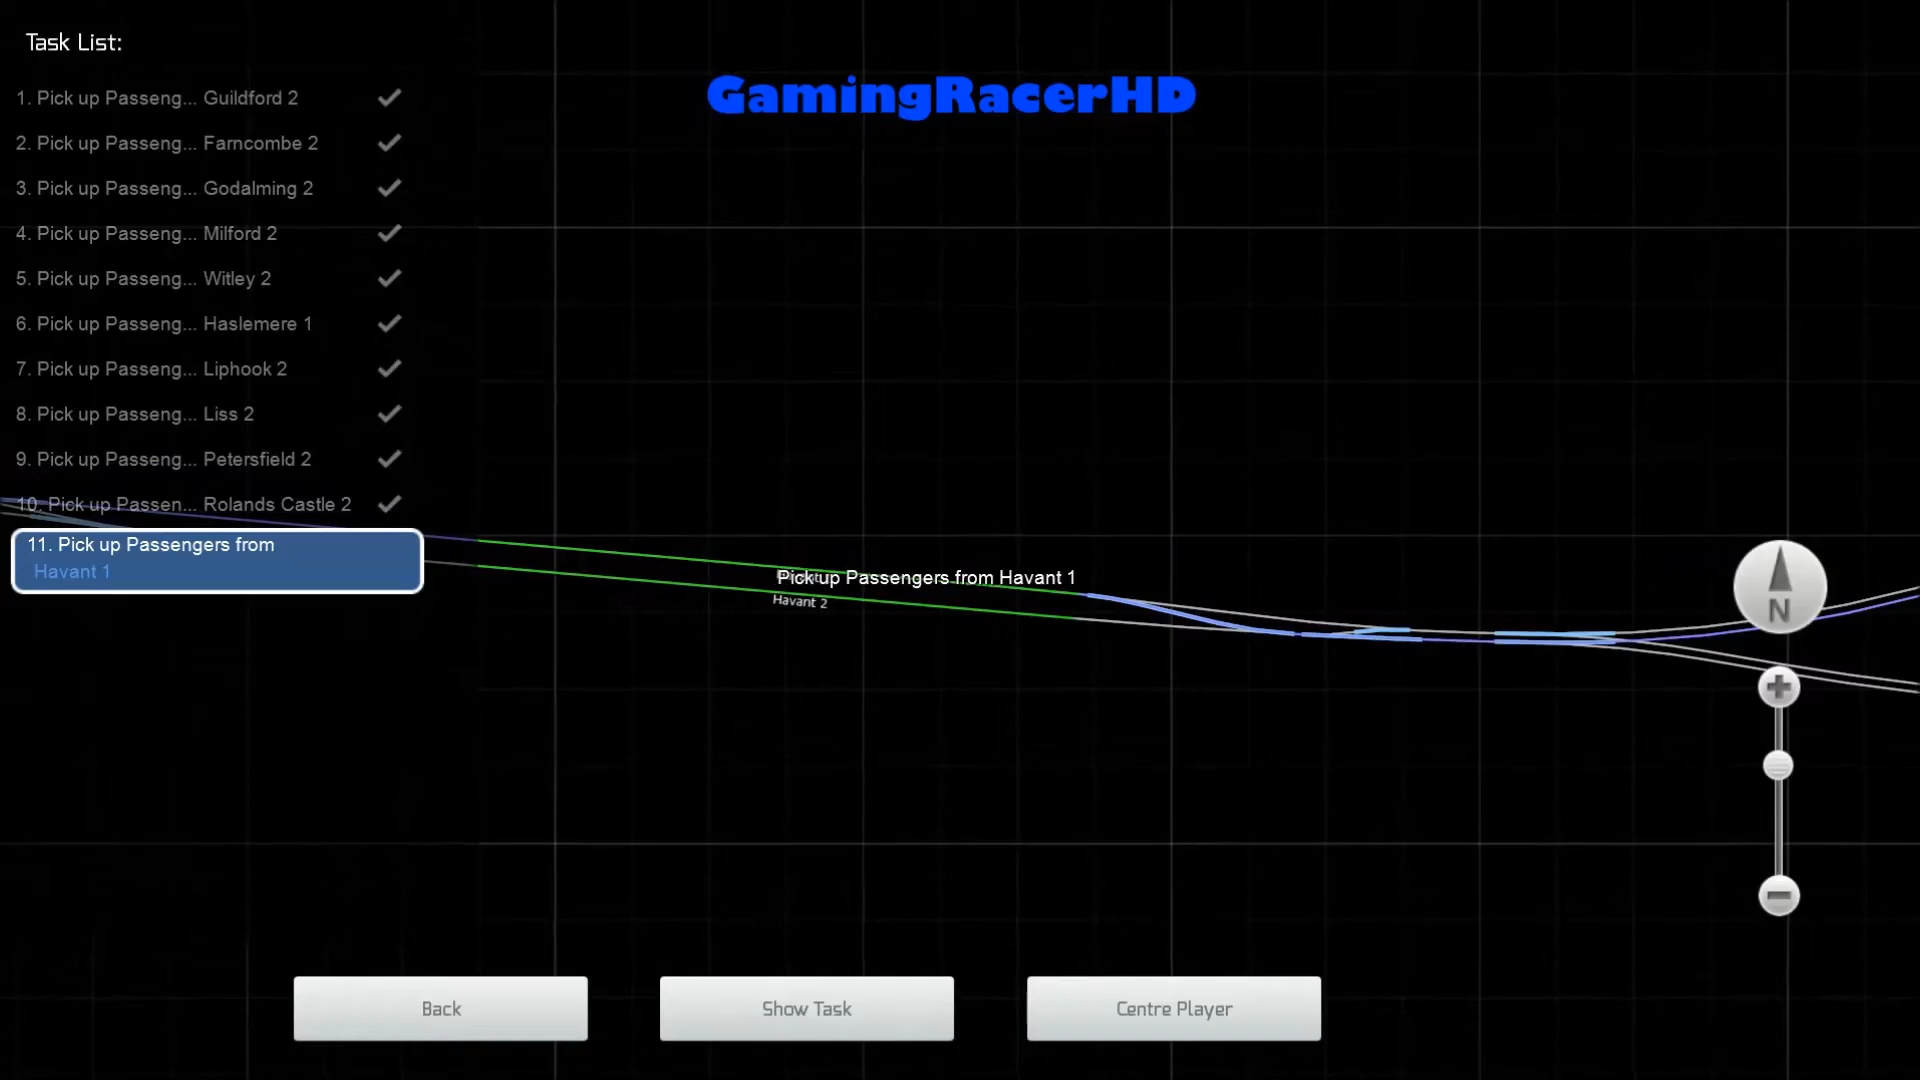 Task List:
GamingRacerHD
1. Pick up Passeng... Guildford 2
2. Pick up Passeng... Farncombe 2
3. Pick up Passeng... Godalming 2
4. Pick up Passeng... Milford 2
5. Pick up Passeng... Witley 2
6. Pick up Passeng... Haslemere 1
7. Pick up Passeng... Liphook 2
8. Pick up Passeng... Liss 2
9. Pick up Passeng... Petersfield 2
10. Pick up Passen... Rolands Castle 2
11. Pick up Passengers from
Havant 1
Pick up Passengers from Havant 1
Havant 2
N
Back
Show Task
Centre Player